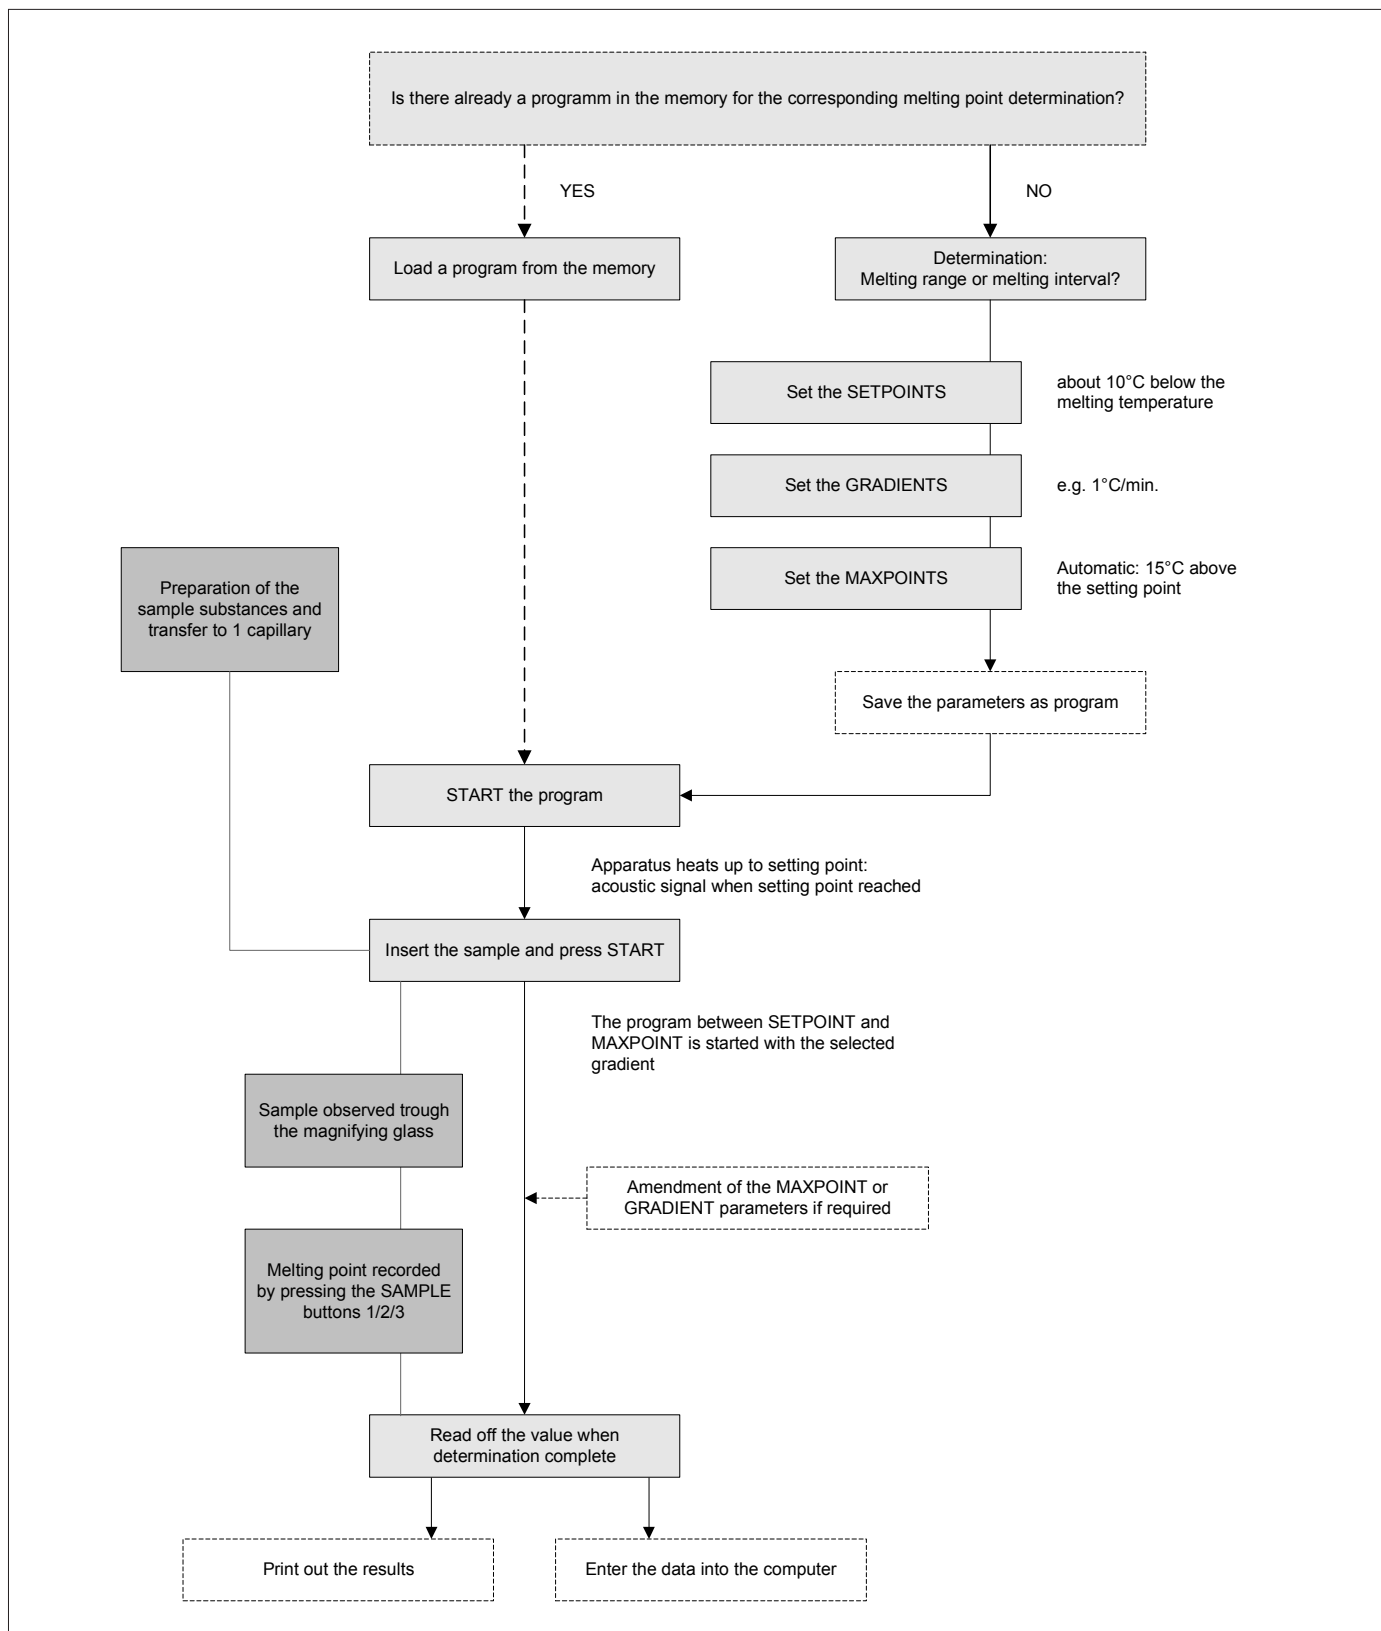 Is there already a programm in the memory for the corresponding melting point determination?
YES
NO
Load a program from the memory
Determination:
Melting range or melting interval?
Set the SETPOINTS
about 10°C below the
melting temperature
Set the GRADIENTS
e.g. 1°C/min.
Set the MAXPOINTS
Automatic: 15°C above
the setting point
Preparation of the
sample substances and
transfer to 1 capillary
Save the parameters as program
START the program
Apparatus heats up to setting point:
acoustic signal when setting point reached
Insert the sample and press START
The program between SETPOINT and
MAXPOINT is started with the selected
gradient
Sample observed trough
the magnifying glass
Amendment of the MAXPOINT or
GRADIENT parameters if required
Melting point recorded
by pressing the SAMPLE
buttons 1/2/3
Read off the value when
determination complete
Print out the results
Enter the data into the computer